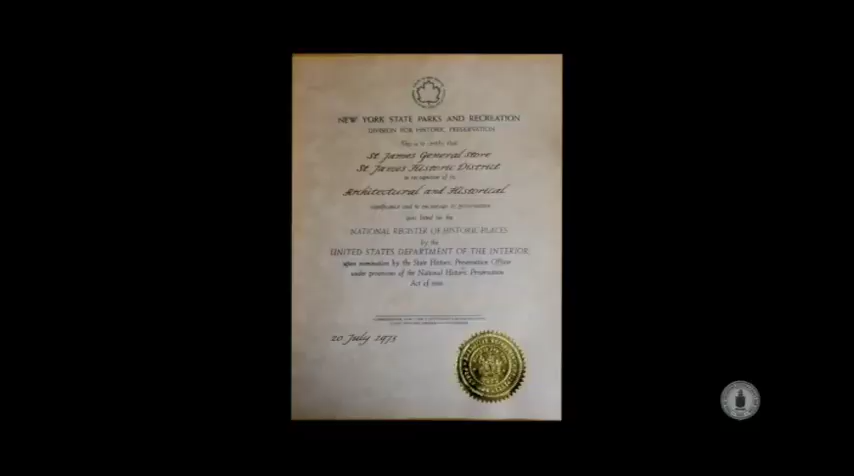 NEW YORK STATE PARKS AND RECREATION
DIVISION FOR HISTORIC PRESERVATION
This is to certify that
St. James General Store
St. James Historic District
in recognition of its
Architectural and Historical
significance and to encourage its preservation
was listed on the
NATIONAL REGISTER OF HISTORIC PLACES
by the
UNITED STATES DEPARTMENT OF THE INTERIOR
upon nomination by the State Historic Preservation Officer
under provisions of the National Historic Preservation
Act of 1966
20 July 1973